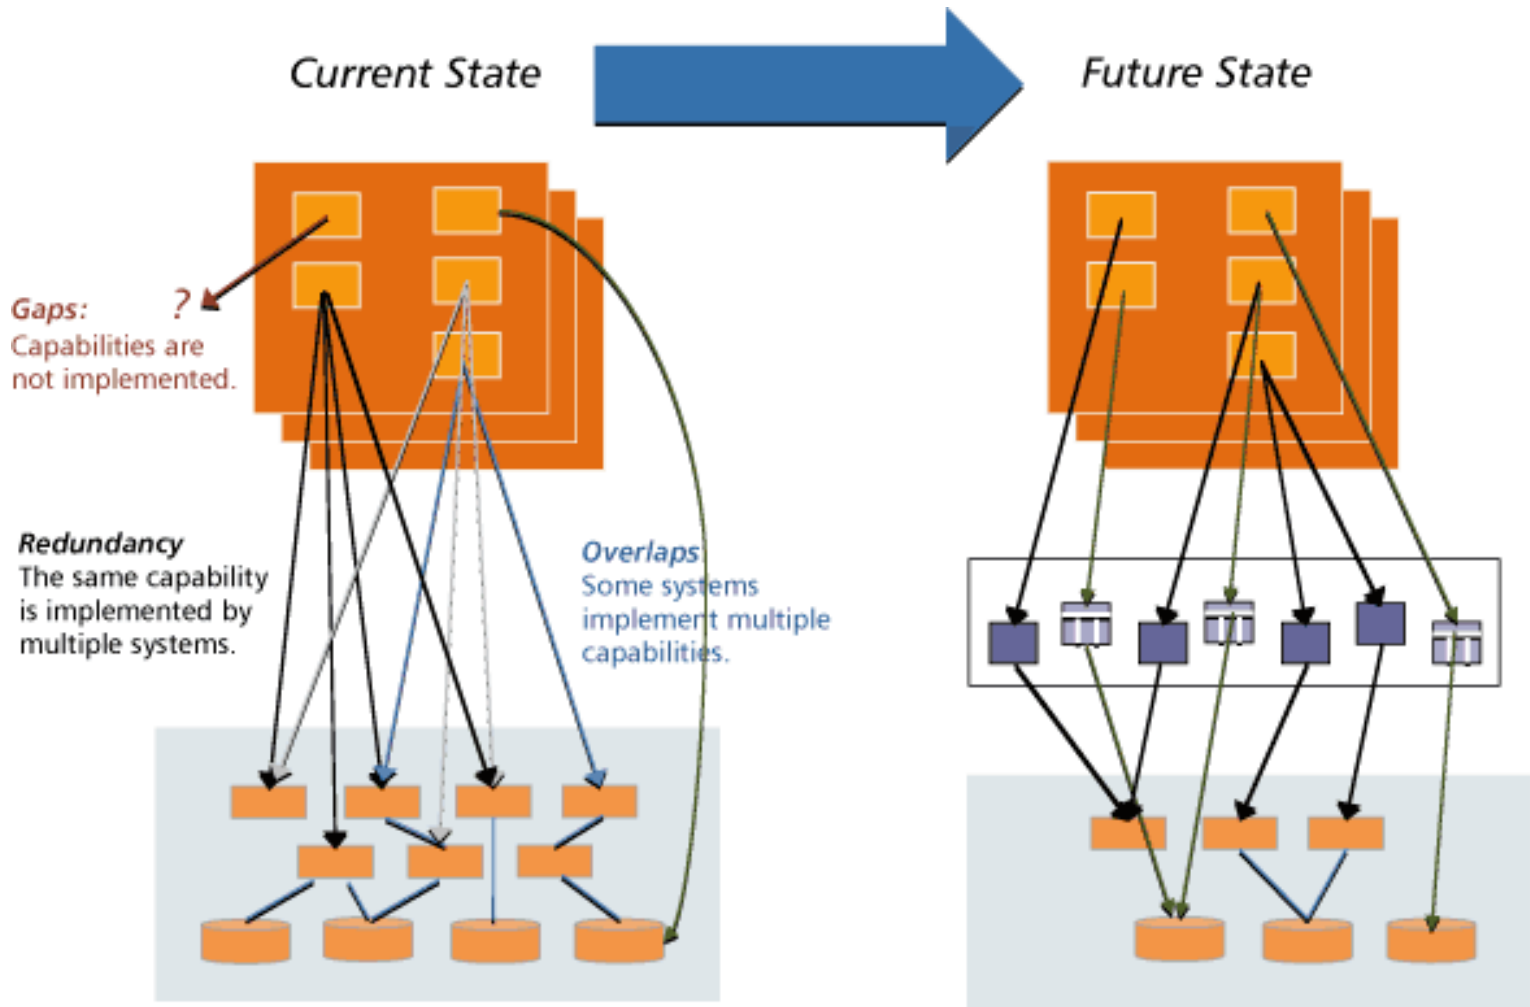 Current State
Future State
Gaps: ?
Capabilities are
not implemented.
Redundancy
The same capability
is implemented by
multiple systems.
Overlaps
Some systems
implement multiple
capabilities.